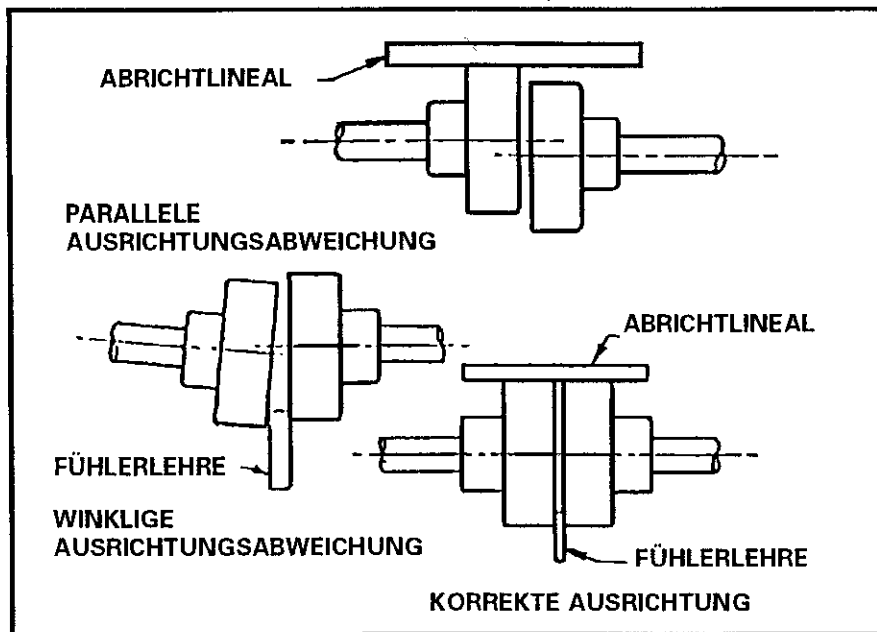 ABRICHTLINEAL
PARALLELE
AUSRICHTUNGSABWEICHUNG
ABRICHTLINEAL
FÜHLERLEHRE
WINKLIGE
AUSRICHTUNGSABWEICHUNG
FÜHLERLEHRE
KORREKTE AUSRICHTUNG